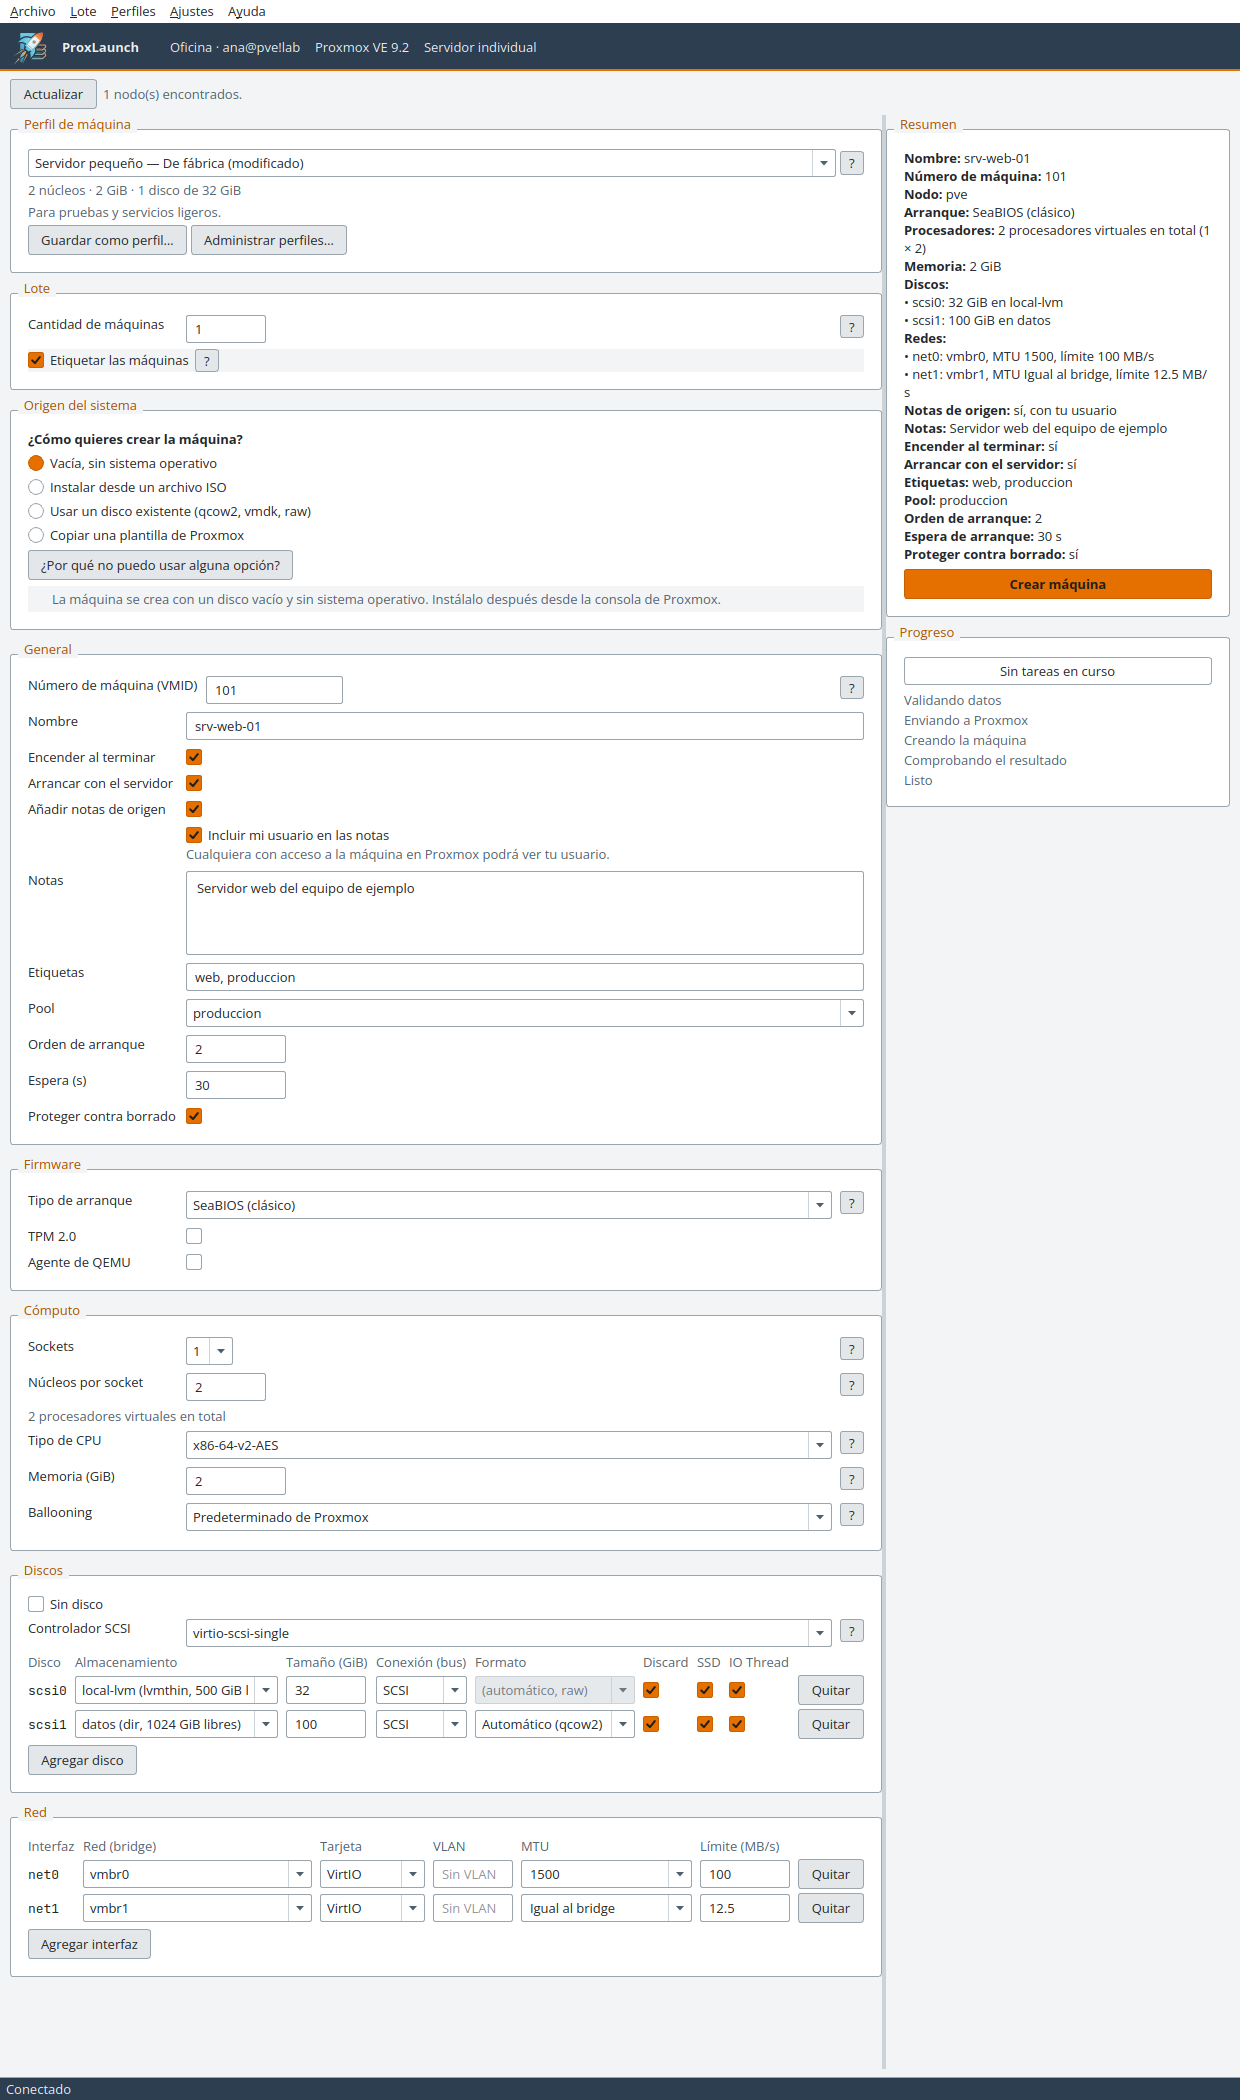 Archivo Lote Perfiles Ajustes Ayuda
ProxLaunch Oficina · ana@pve!lab Proxmox VE 9.2 Servidor individual
Actualizar 1 nodo(s) encontrados.
Perfil de máquina
Servidor pequeño — De fábrica (modificado) ?
2 núcleos · 2 GiB · 1 disco de 32 GiB
Para pruebas y servicios ligeros.
Guardar como perfil... Administrar perfiles...
Lote
Cantidad de máquinas 1 ?
Etiquetar las máquinas ?
Origen del sistema
¿Cómo quieres crear la máquina?
Vacía, sin sistema operativo
Instalar desde un archivo ISO
Usar un disco existente (qcow2, vmdk, raw)
Copiar una plantilla de Proxmox
¿Por qué no puedo usar alguna opción?
La máquina se crea con un disco vacío y sin sistema operativo. Instálalo después desde la consola de Proxmox.
General
Número de máquina (VMID) 101 ?
Nombre srv-web-01
Encender al terminar
Arrancar con el servidor
Añadir notas de origen
Incluir mi usuario en las notas
Cualquiera con acceso a la máquina en Proxmox podrá ver tu usuario.
Notas Servidor web del equipo de ejemplo
Etiquetas web, produccion
Pool produccion
Orden de arranque 2
Espera (s) 30
Proteger contra borrado
Firmware
Tipo de arranque SeaBIOS (clásico) ?
TPM 2.0
Agente de QEMU
Cómputo
Sockets 1 ?
Núcleos por socket 2 ?
2 procesadores virtuales en total
Tipo de CPU x86-64-v2-AES ?
Memoria (GiB) 2 ?
Ballooning Predeterminado de Proxmox ?
Discos
Sin disco
Controlador SCSI virtio-scsi-single ?
Disco Almacenamiento Tamaño (GiB) Conexión (bus) Formato Discard SSD IO Thread
scsi0 local-lvm (lvmthin, 500 GiB l 32 SCSI (automático, raw) Quitar
scsi1 datos (dir, 1024 GiB libres) 100 SCSI Automático (qcow2) Quitar
Agregar disco
Red
Interfaz Red (bridge) Tarjeta VLAN MTU Límite (MB/s)
net0 vmbr0 VirtIO Sin VLAN 1500 100 Quitar
net1 vmbr1 VirtIO Sin VLAN Igual al bridge 12.5 Quitar
Agregar interfaz
Resumen
Nombre: srv-web-01
Número de máquina: 101
Nodo: pve
Arranque: SeaBIOS (clásico)
Procesadores: 2 procesadores virtuales en total (1
× 2)
Memoria: 2 GiB
Discos:
• scsi0: 32 GiB en local-lvm
• scsi1: 100 GiB en datos
Redes:
• net0: vmbr0, MTU 1500, límite 100 MB/s
• net1: vmbr1, MTU Igual al bridge, límite 12.5 MB/
s
Notas de origen: sí, con tu usuario
Notas: Servidor web del equipo de ejemplo
Encender al terminar: sí
Arrancar con el servidor: sí
Etiquetas: web, produccion
Pool: produccion
Orden de arranque: 2
Espera de arranque: 30 s
Proteger contra borrado: sí
Crear máquina
Progreso
Sin tareas en curso
Validando datos
Enviando a Proxmox
Creando la máquina
Comprobando el resultado
Listo
Conectado